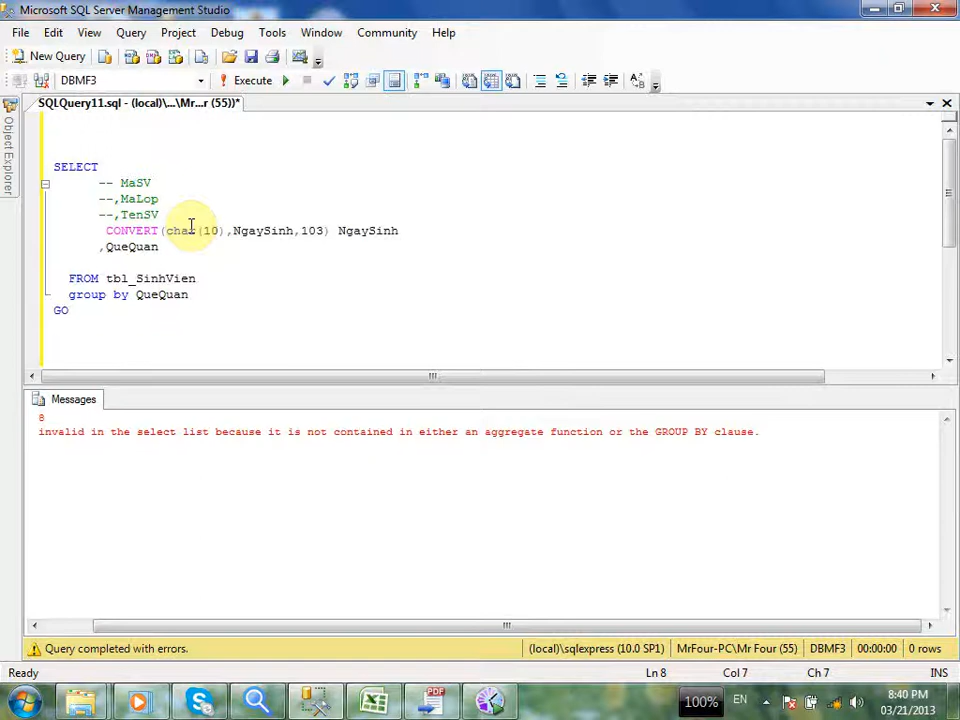 Microsoft SQL Server Management Studio
File Edit View Query Project Debug Tools Window Community Help
New Query
DBMF3 Execute
SQLQuery11.sql - (local)\...\Mr...r (55))*
Object Explorer
SELECT
-- MaSV
--,MaLop
--,TenSV
CONVERT(char(10),NgaySinh,103) NgaySinh
,QueQuan
FROM tbl_SinhVien
group by QueQuan
GO
Messages
8
invalid in the select list because it is not contained in either an aggregate function or the GROUP BY clause.
Query completed with errors. (local)\sqlexpress (10.0 SP1) MrFour-PC\Mr Four (55) DBMF3 00:00:00 0 rows
Ready Ln 8 Col 7 Ch 7 INS
PDF 100% EN 8:40 PM
03/21/2013